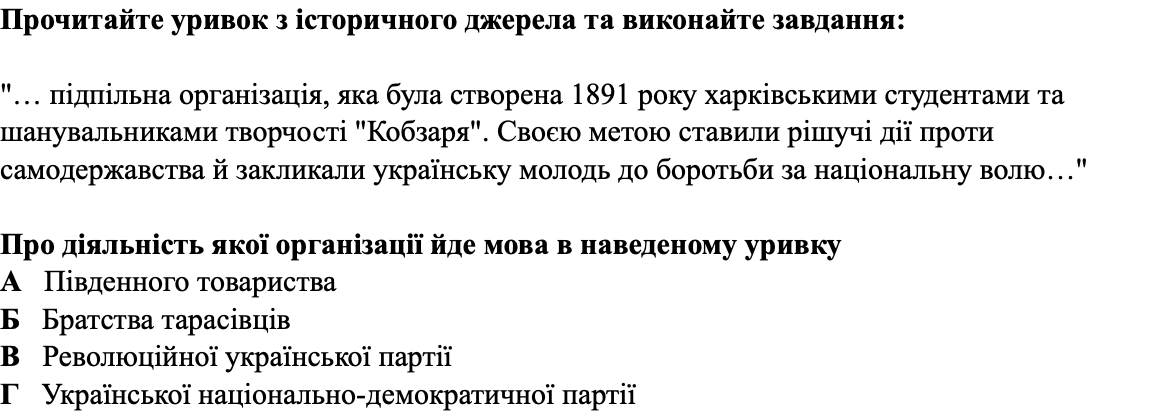 Прочитайте уривок з історичного джерела та виконайте завдання:
"… підпільна організація, яка була створена 1891 року харківськими студентами та
шанувальниками творчості "Кобзаря". Своєю метою ставили рішучі дії проти
самодержавства й закликали українську молодь до боротьби за національну волю…"
Про діяльність якої організації йде мова в наведеному уривку
А Південного товариства
Б Братства тарасівців
В Революційної української партії
Г Української національно-демократичної партії